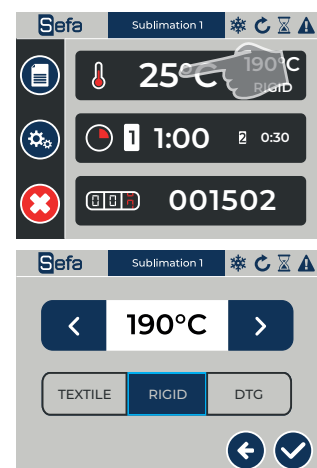 Sefa
Sublimation 1
25°C
190°C
RIGID
1 1:00
2 0:30
001502
Sefa
Sublimation 1
190°C
TEXTILE
RIGID
DTG